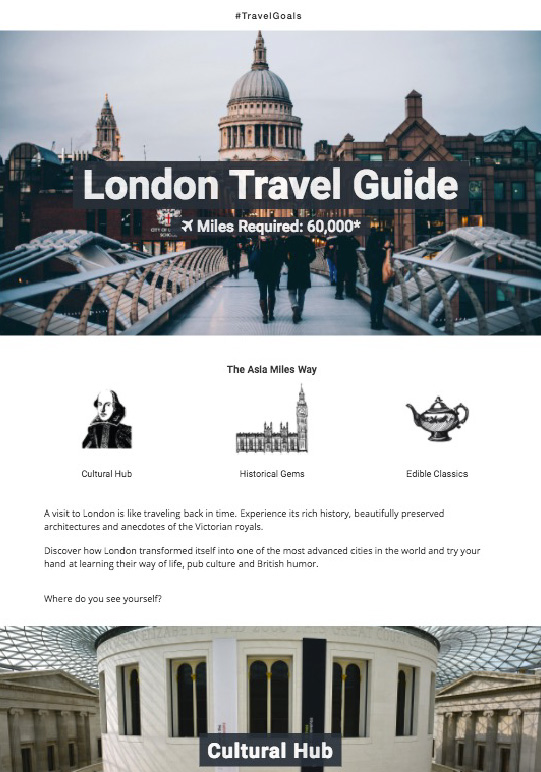 #TravelGoals
London Travel Guide
Miles Required: 60,000*
The Asia Miles Way
Cultural Hub
Historical Gems
Edible Classics
A visit to London is like traveling back in time. Experience its rich history, beautifully preserved
architectures and anecdotes of the Victorian royals.
Discover how London transformed itself into one of the most advanced cities in the world and try your
hand at learning their way of life, pub culture and British humor.
Where do you see yourself?
Cultural Hub